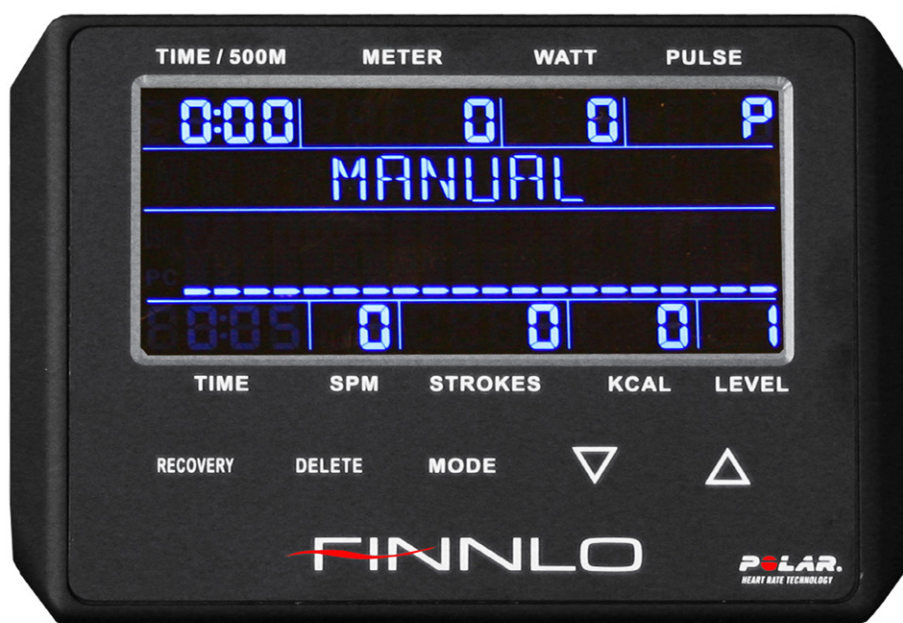 TIME / 500M METER WATT PULSE
0:00 0 0 P
MANUAL
PC
0:05 0 0 0 1
TIME SPM STROKES KCAL LEVEL
RECOVERY DELETE MODE
FINNLO
POLAR.
HEART RATE TECHNOLOGY